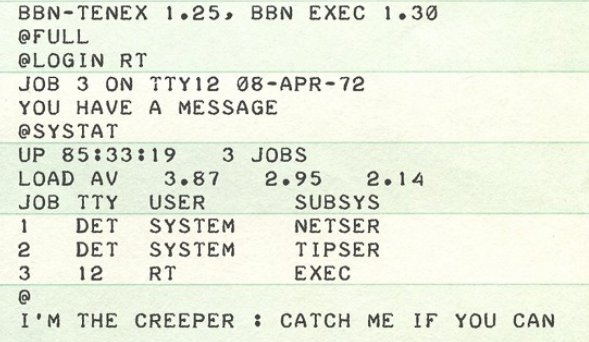 BBN-TENEX 1.25, BBN EXEC 1.30
@FULL
@LOGIN RT
JOB 3 ON TTY12 08-APR-72
YOU HAVE A MESSAGE
@SYSTAT
UP 85:33:19   3 JOBS
LOAD AV   3.87   2.95   2.14
JOB TTY  USER      SUBSYS
1   DET  SYSTEM    NETSER
2   DET  SYSTEM    TIPSER
3   12   RT        EXEC
@
I'M THE CREEPER : CATCH ME IF YOU CAN